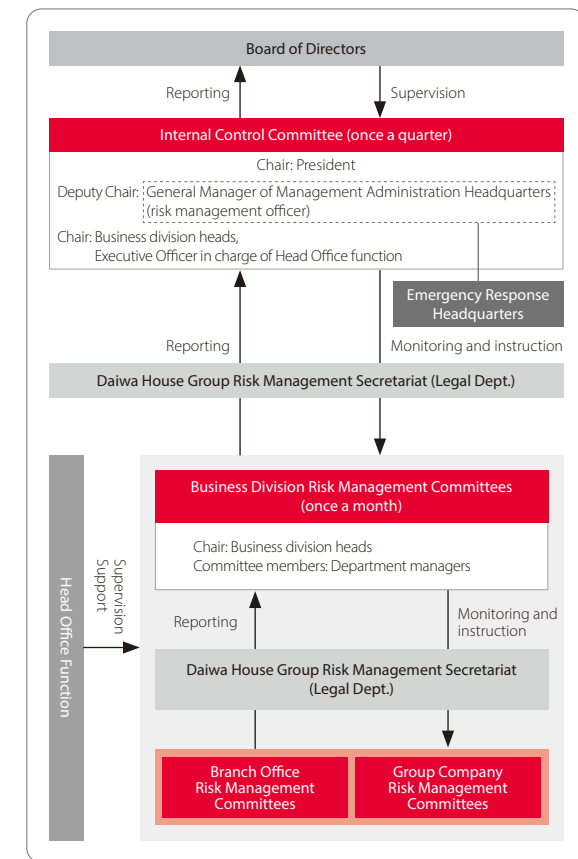 Board of Directors
Reporting
Supervision
Internal Control Committee (once a quarter)
Chair: President
Deputy Chair: General Manager of Management Administration Headquarters
(risk management officer)
Chair: Business division heads,
Executive Officer in charge of Head Office function
Emergency Response
Headquarters
Reporting
Monitoring and instruction
Daiwa House Group Risk Management Secretariat (Legal Dept.)
Head Office Function
Supervision
Support
Business Division Risk Management Committees
(once a month)
Chair: Business division heads
Committee members: Department managers
Reporting
Monitoring and
instruction
Daiwa House Group Risk Management Secretariat
(Legal Dept.)
Branch Office
Risk Management
Committees
Group Company
Risk Management
Committees